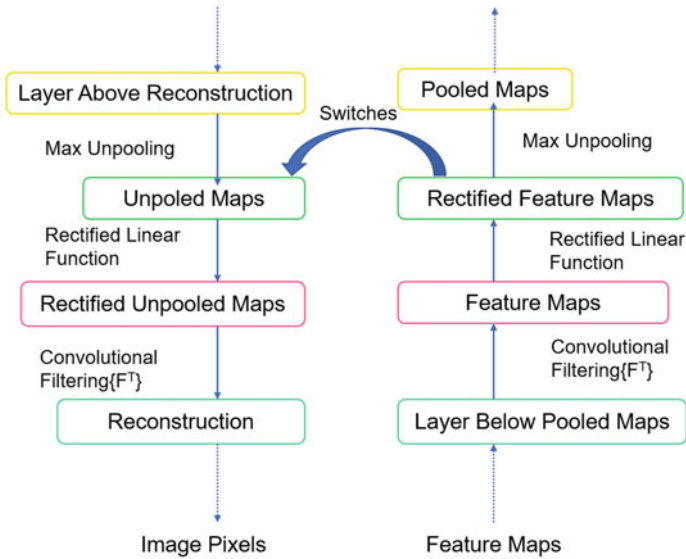 Layer Above Reconstruction
Max Unpooling
Unpoled Maps
Rectified Linear
Function
Rectified Unpooled Maps
Convolutional
Filtering{Fᵀ}
Reconstruction
Image Pixels
Switches
Pooled Maps
Max Unpooling
Rectified Feature Maps
Rectified Linear
Function
Feature Maps
Convolutional
Filtering{Fᵀ}
Layer Below Pooled Maps
Feature Maps